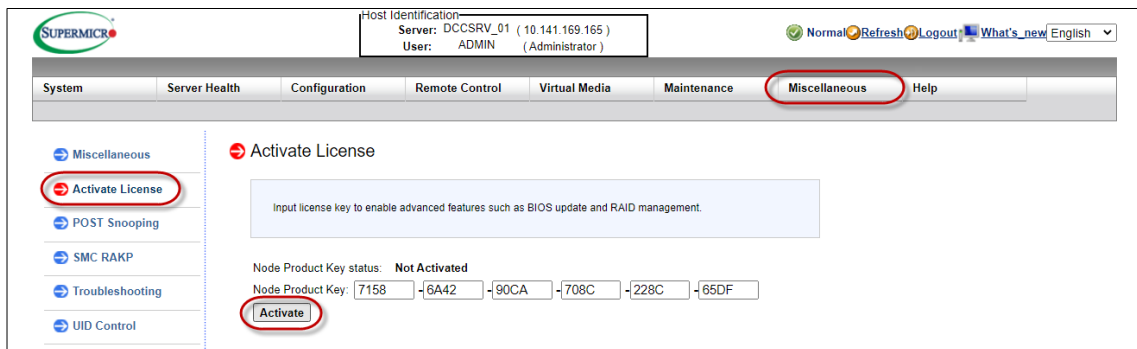 SUPERMICR
Host Identification
Server: DCCSRV_01 ( 10.141.169.165 )
User: ADMIN ( Administrator )
Normal Refresh Logout What's_new English
System Server Health Configuration Remote Control Virtual Media Maintenance Miscellaneous Help
Miscellaneous
Activate License
POST Snooping
SMC RAKP
Troubleshooting
UID Control
Activate License
Input license key to enable advanced features such as BIOS update and RAID management.
Node Product Key status: Not Activated
Node Product Key: 7158 - 6A42 - 90CA - 708C - 228C - 65DF
Activate